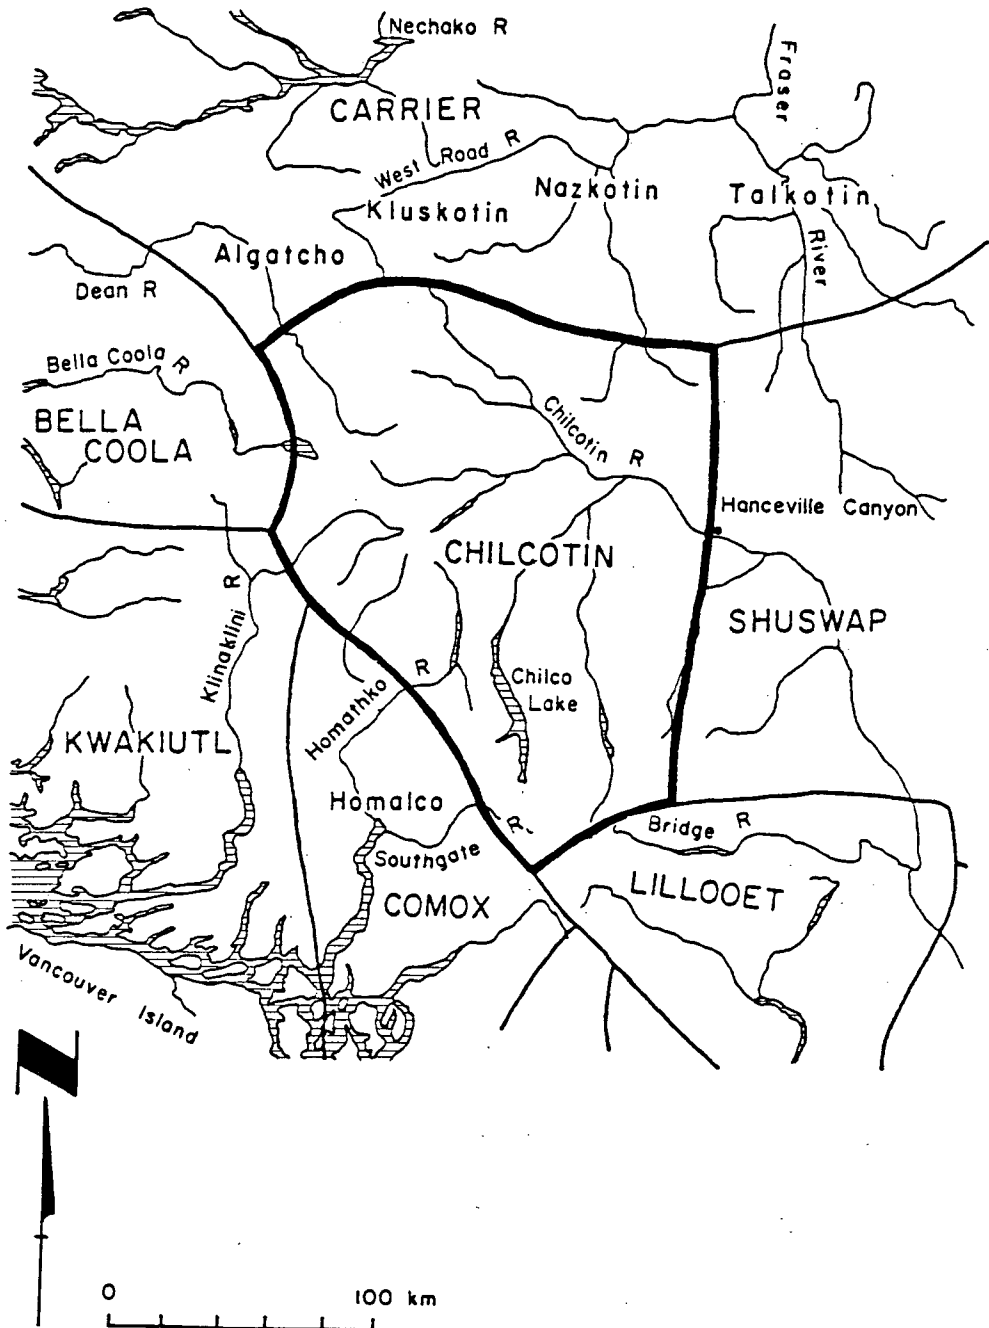 Nechako R
Fraser
CARRIER
West Road R
Nazkotin
Talkotin
Kluskotin
River
Algatcho
Dean R
Bella Coola R
Chilcotin R
BELLA
COOLA
Hanceville Canyon
CHILCOTIN
Klinaklini R
SHUSWAP
Homathko R
Chilco
Lake
KWAKIUTL
Homalco
Southgate R.
Bridge R
LILLOOET
COMOX
Vancouver Island
0
100 km